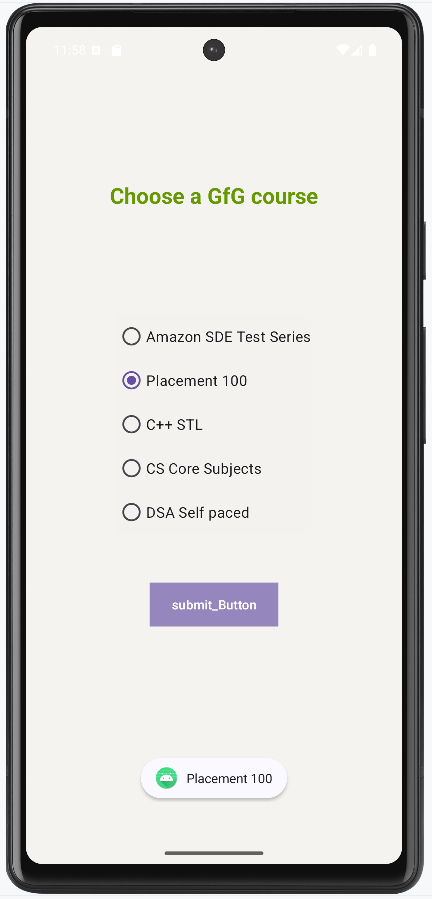 11:58
Choose a GfG course
Amazon SDE Test Series
Placement 100
C++ STL
CS Core Subjects
DSA Self paced
submit_Button
Placement 100